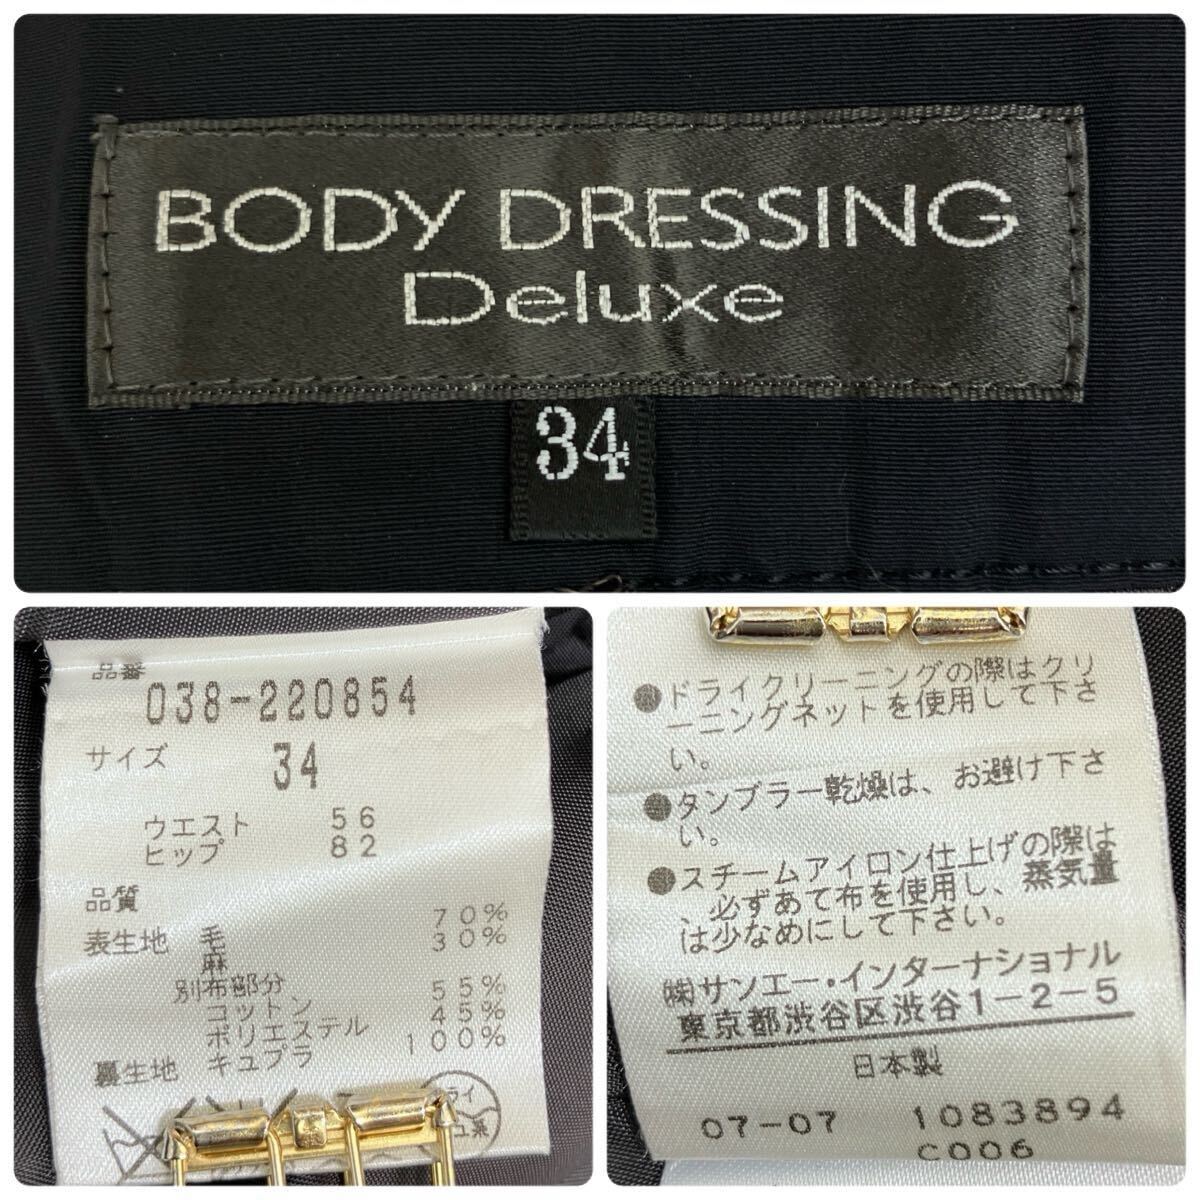 BODY DRESSING
Deluxe
34
品番
038-220854
サイズ 34
ウエスト 56
ヒップ 82
品質
表生地 毛 70%
麻 30%
別布部分
コットン 55%
ポリエステル 45%
裏生地 キュプラ 100%
●ドライクリーニングの際はクリ
ーニングネットを使用して下さ
い。
●タンブラー乾燥は、お避け下さ
い。
●スチームアイロン仕上げの際は
必ずあて布を使用し、蒸気量
は少なめにして下さい。
㈱サンエー・インターナショナル
東京都渋谷区渋谷1-2-5
日本製
07-07 1083894
C006